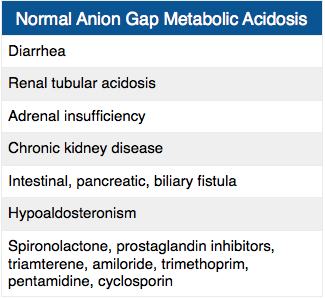 Normal Anion Gap Metabolic Acidosis
Diarrhea
Renal tubular acidosis
Adrenal insufficiency
Chronic kidney disease
Intestinal, pancreatic, biliary fistula
Hypoaldosteronism
Spironolactone, prostaglandin inhibitors,
triamterene, amiloride, trimethoprim,
pentamidine, cyclosporin